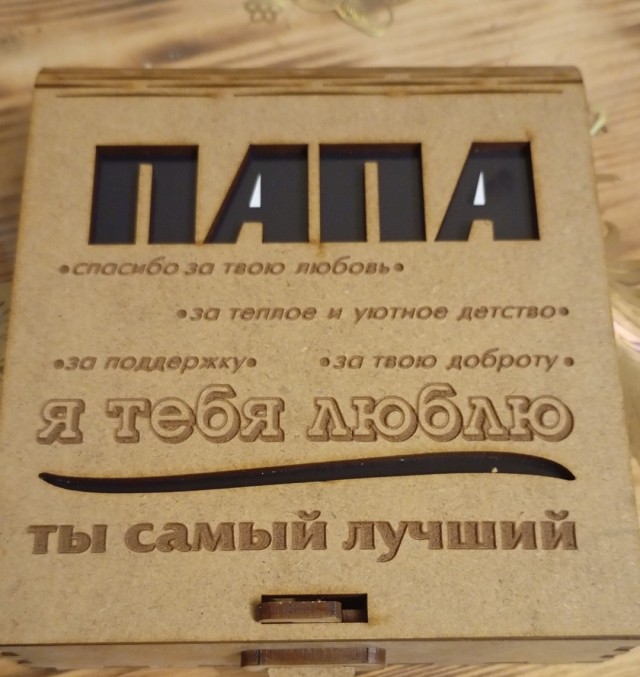 ПАПА
•спасибо за твою любовь•
•за теплое и уютное детство•
•за поддержку• •за твою доброту•
я тебя люблю
ты самый лучший